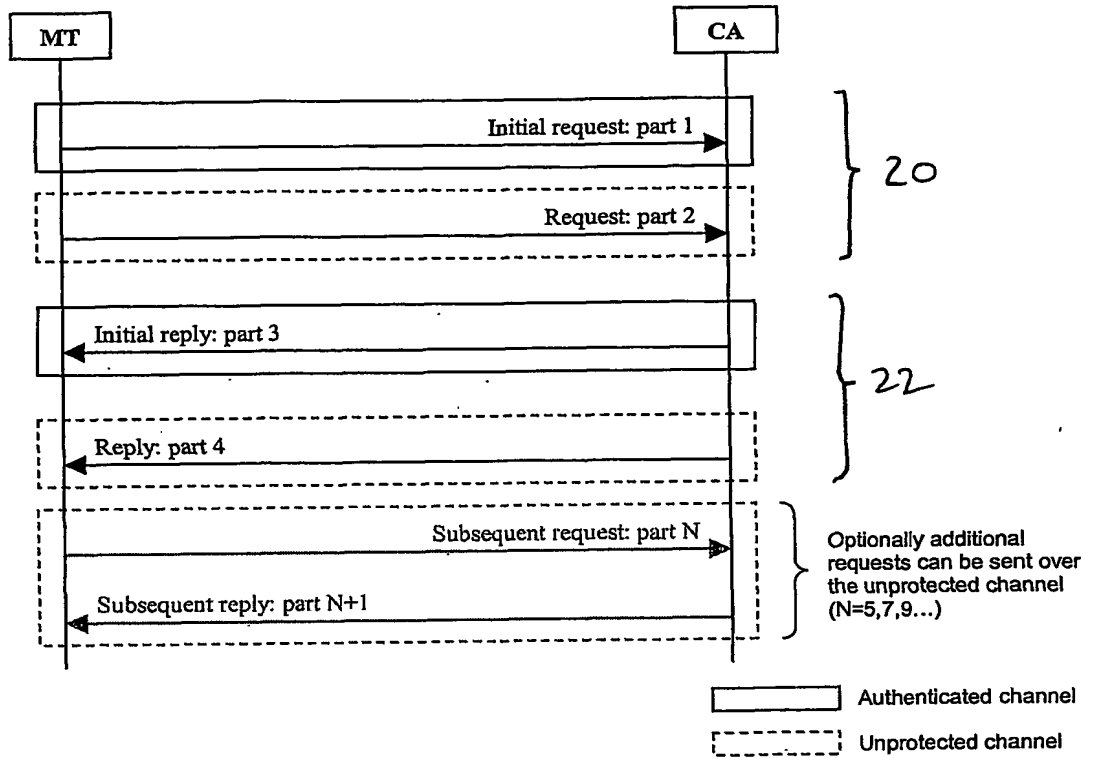 MT
CA
Initial request: part 1
20
Request: part 2
Initial reply: part 3
22
Reply: part 4
Subsequent request: part N
Optionally additional
requests can be sent over
the unprotected channel
(N=5,7,9...)
Subsequent reply: part N+1
Authenticated channel
Unprotected channel